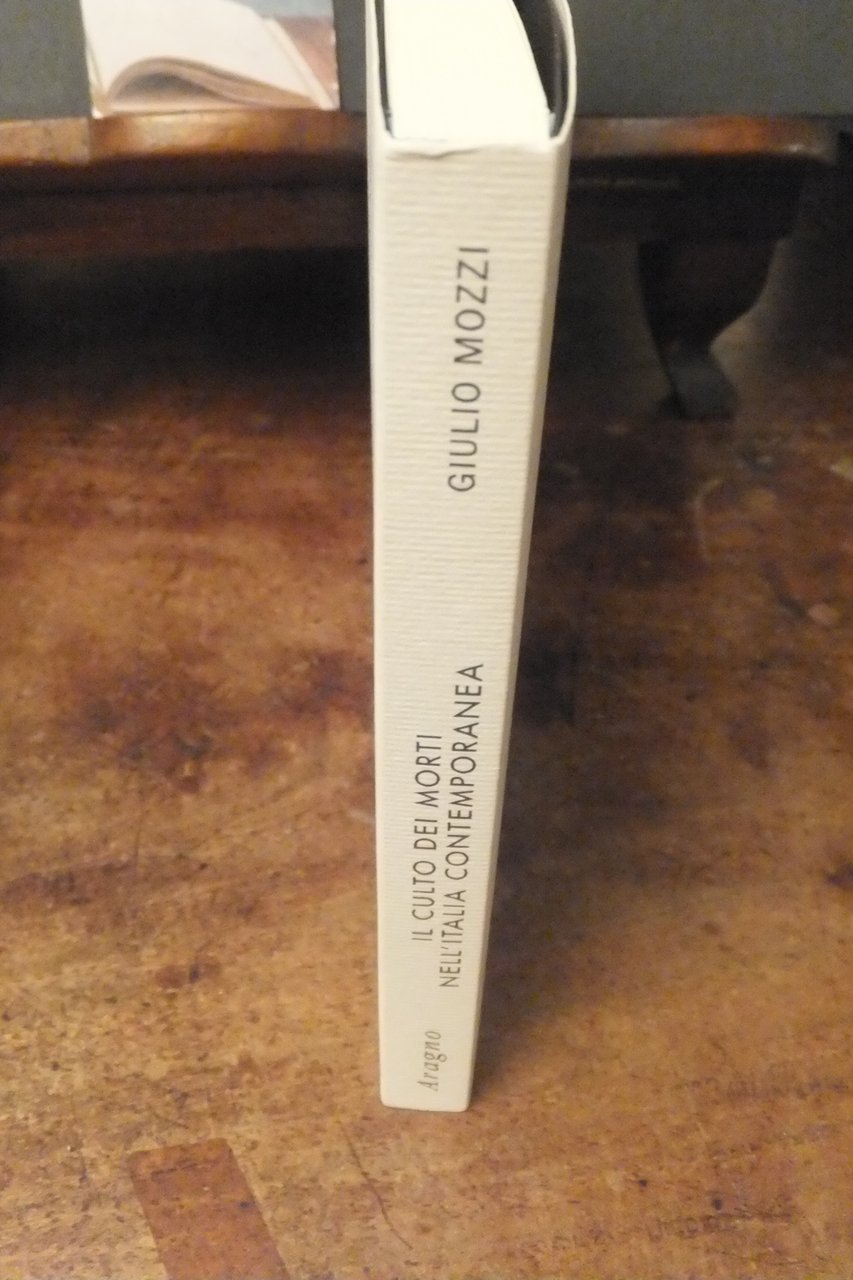 GIULIO MOZZI
IL CULTO DEI MORTI
NELL'ITALIA CONTEMPORANEA
Aragno